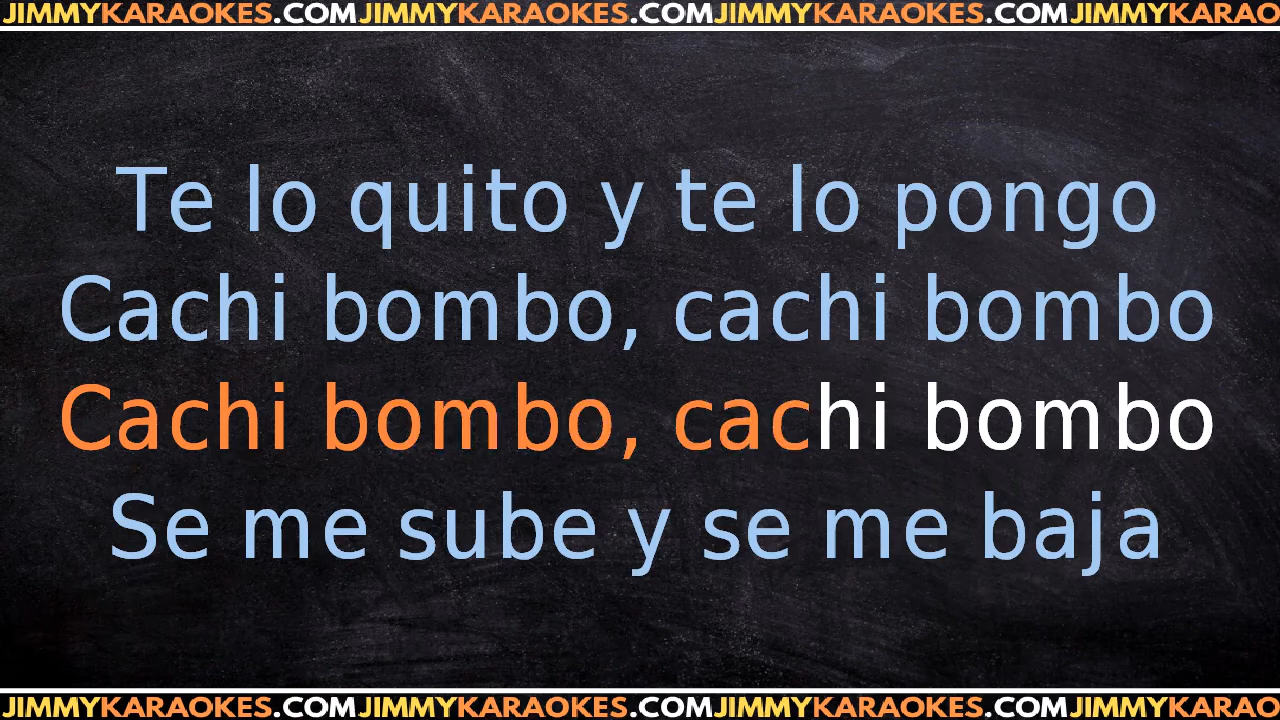 JIMMYKARAOKES.COMJIMMYKARAOKES.COMJIMMYKARAOKES.COMJIMMYKARAO
Te lo quito y te lo pongo
Cachi bombo, cachi bombo
Cachi bombo, cachi bombo
Se me sube y se me baja
JIMMYKARAOKES.COMJIMMYKARAOKES.COMJIMMYKARAOKES.COMJIMMYKARAO